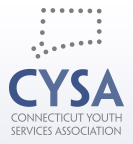 CYSA
CONNECTICUT YOUTH
SERVICES ASSOCIATION